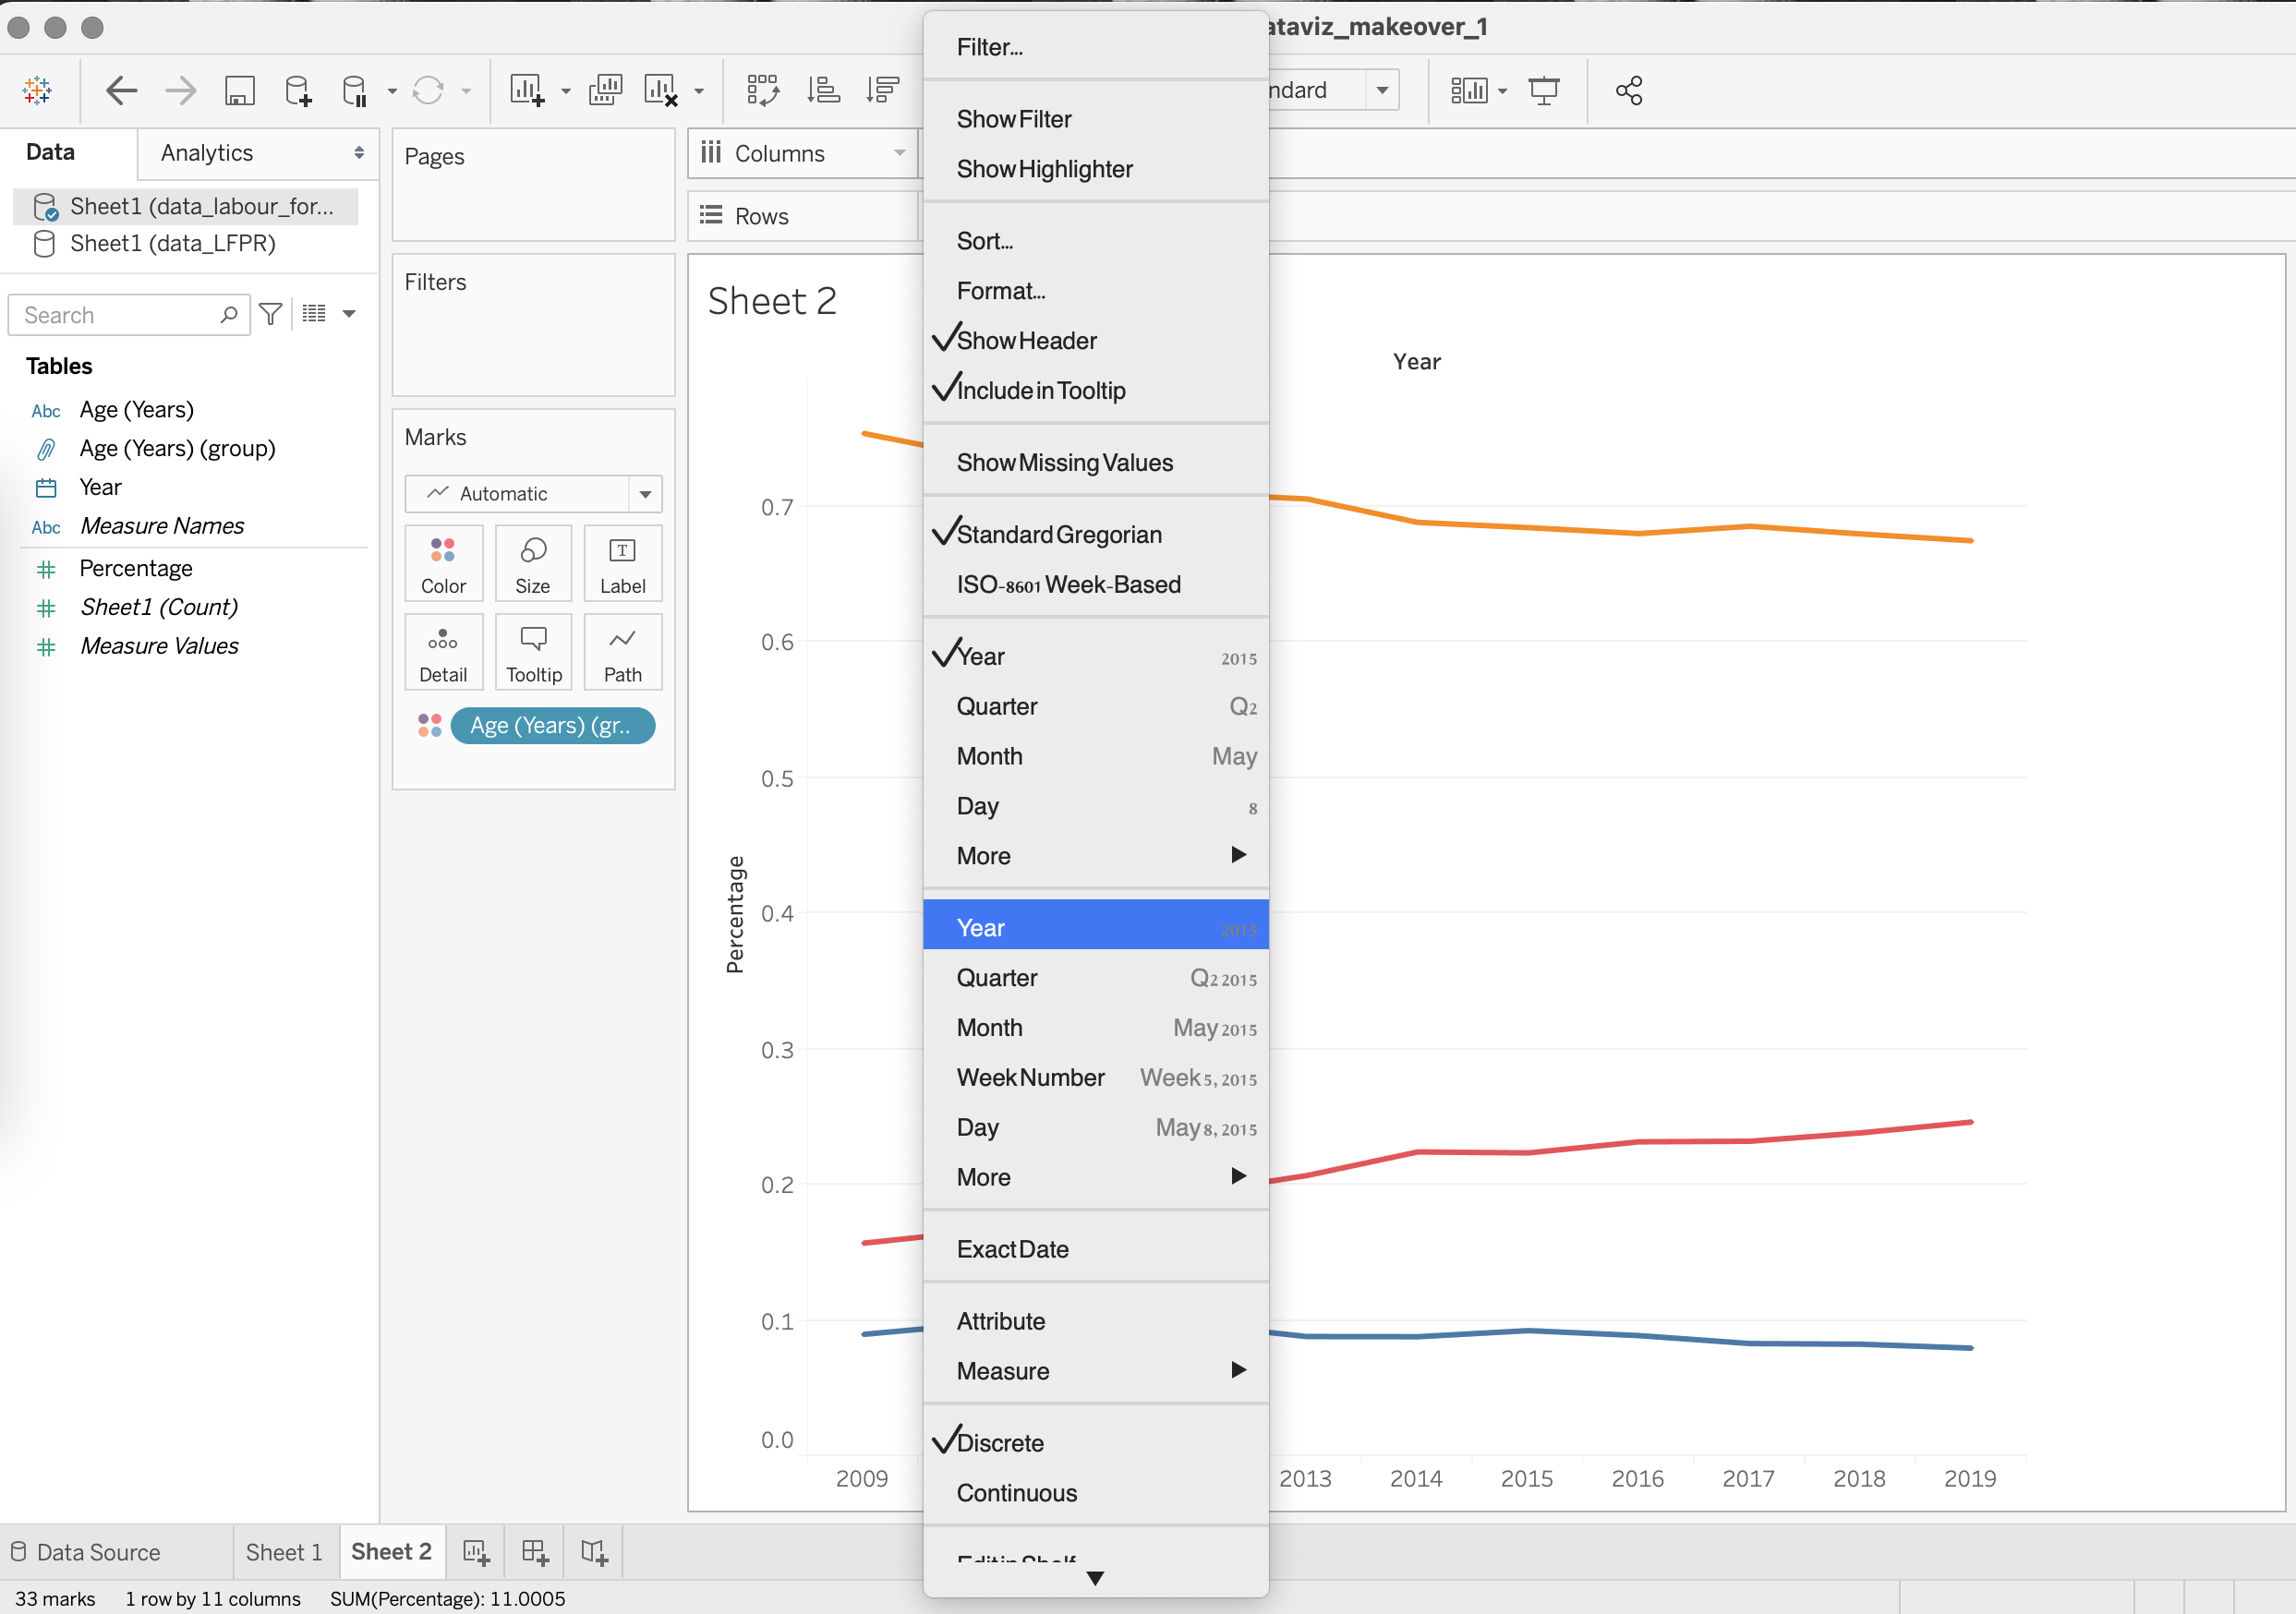 ataviz_makeover_1
ndard
Data
Analytics
Sheet1 (data_labour_for...
Sheet1 (data_LFPR)
Search
Tables
Abc Age (Years)
Age (Years) (group)
Year
Abc Measure Names
Percentage
Sheet1 (Count)
Measure Values
Pages
Filters
Marks
Automatic
Color
Size
Label
Detail
Tooltip
Path
Age (Years) (gr..
Columns
Rows
Sheet 2
Year
Percentage
0.7
0.6
0.5
0.4
0.3
0.2
0.1
0.0
2009
2013
2014
2015
2016
2017
2018
2019
Filter...
Show Filter
Show Highlighter
Sort...
Format...
Show Header
Include in Tooltip
Show Missing Values
Standard Gregorian
ISO-8601 Week-Based
Year 2015
Quarter Q2
Month May
Day 8
More
Year 2015
Quarter Q2 2015
Month May 2015
Week Number Week 5, 2015
Day May 8, 2015
More
Exact Date
Attribute
Measure
Discrete
Continuous
Edit in Shelf
Data Source
Sheet 1
Sheet 2
33 marks
1 row by 11 columns
SUM(Percentage): 11.0005